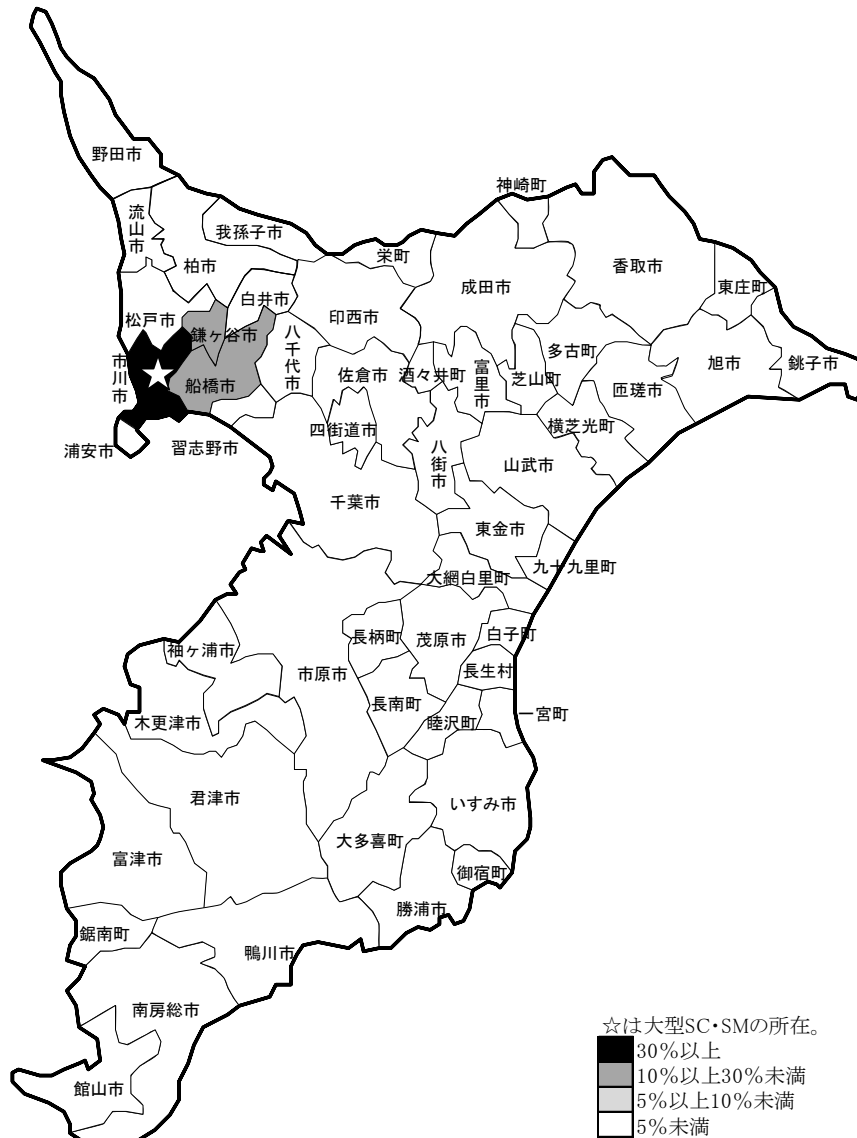 野田市
神崎町
流山市
我孫子市
栄町
柏市
成田市
香取市
東庄町
白井市
印西市
松戸市
鎌ヶ谷市
八千代市
多古町
旭市
銚子市
市川市
船橋市
佐倉市
酒々井町
富里市
芝山町
匝瑳市
浦安市
習志野市
四街道市
八街市
横芝光町
山武市
千葉市
東金市
九十九里町
大網白里町
袖ヶ浦市
長柄町
茂原市
白子町
市原市
長生村
長南町
木更津市
睦沢町
一宮町
君津市
いすみ市
富津市
大多喜町
御宿町
勝浦市
鋸南町
鴨川市
南房総市
館山市
☆は大型SC・SMの所在。
30％以上
10％以上30％未満
5％以上10％未満
5％未満